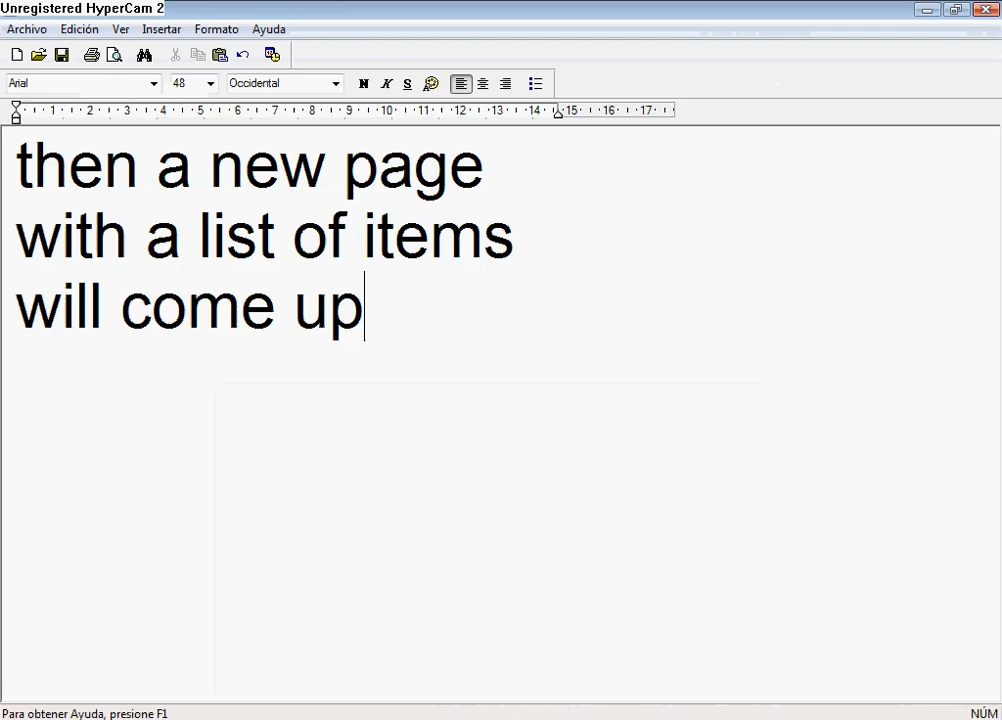 Unregistered HyperCam 2
Archivo Edición Ver Insertar Formato Ayuda
Arial 48 Occidental N K S
1 2 3 4 5 6 7 8 9 10 11 12 13 14 15 16 17
then a new page
with a list of items
will come up
Para obtener Ayuda, presione F1 NÚM